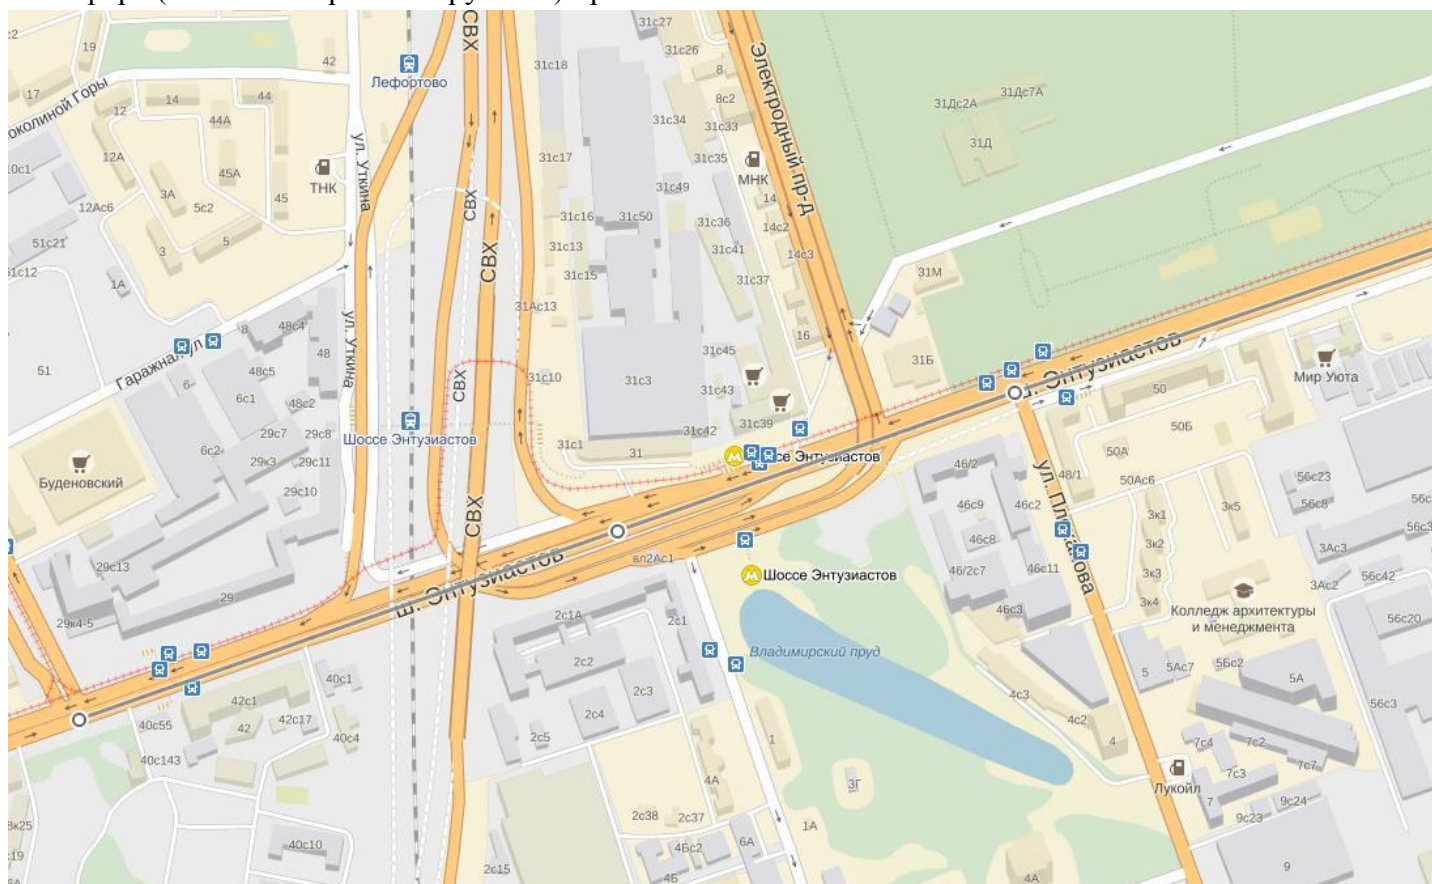 31с27
42
19
31с26
Лефортово
СВХ
Электродный пр-д
31с18
8
17
околиной Горы
12
14
44
8с2
31Дс2А
31Дс7А
44А
31с34
31с33
31Д
ул. Уткина
12А
45А
ТНК
31с17
31с35
МНК
3А
5с2
45
31с49
14
12Ас6
СВХ
31с16
31с50
31с36
14с2
51с21
3
5
31с13
31с41
14с3
СВХ
31с15
31с37
31М
1А
31Ас13
ул. Уткина
8
48с4
16
48
31с45
31Б
ш. Энтузиастов
51
Гаражная ул
48с5
6с1
48с2
СВХ
31с10
31с3
31с43
50
Мир Уюта
29с7
29с8
Шоссе Энтузиастов
31с42
31с39
50Б
6с2
29к3
29с11
31с1
31
Шоссе Энтузиастов
46/2
48/1
50А
Буденовский
29с10
50Ас6
56с23
46с9
46с2
3к1
3к5
56с8
СВХ
ул. Плеханова
46с8
3к2
3Ас3
29с13
вл2Ас1
46/2с7
46с11
3к3
56с42
Шоссе Энтузиастов
3Ас2
29
ш. Энтузиастов
46с3
3к4
Колледж архитектуры
и менеджмента
29к4-5
2с1А
2с1
56с20
Владимирский пруд
2с2
5
5Ас7
5Бс2
40с1
5А
42с1
2с3
4с3
40с55
42
42с17
2с4
4с2
56с3
40с4
2с5
1
4
7с4
7с2
40с143
4А
3Г
7с7
7с3
Лукойл
2с38
2с37
1А
7
9с24
9с23
40с10
4Бс2
6А
2с15
4Б
4А
9